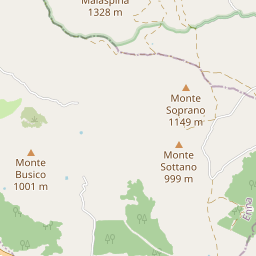 Malaspina
1328 m
Monte
Soprano
1149 m
Monte
Sottano
999 m
Monte
Busico
1001 m
Enna